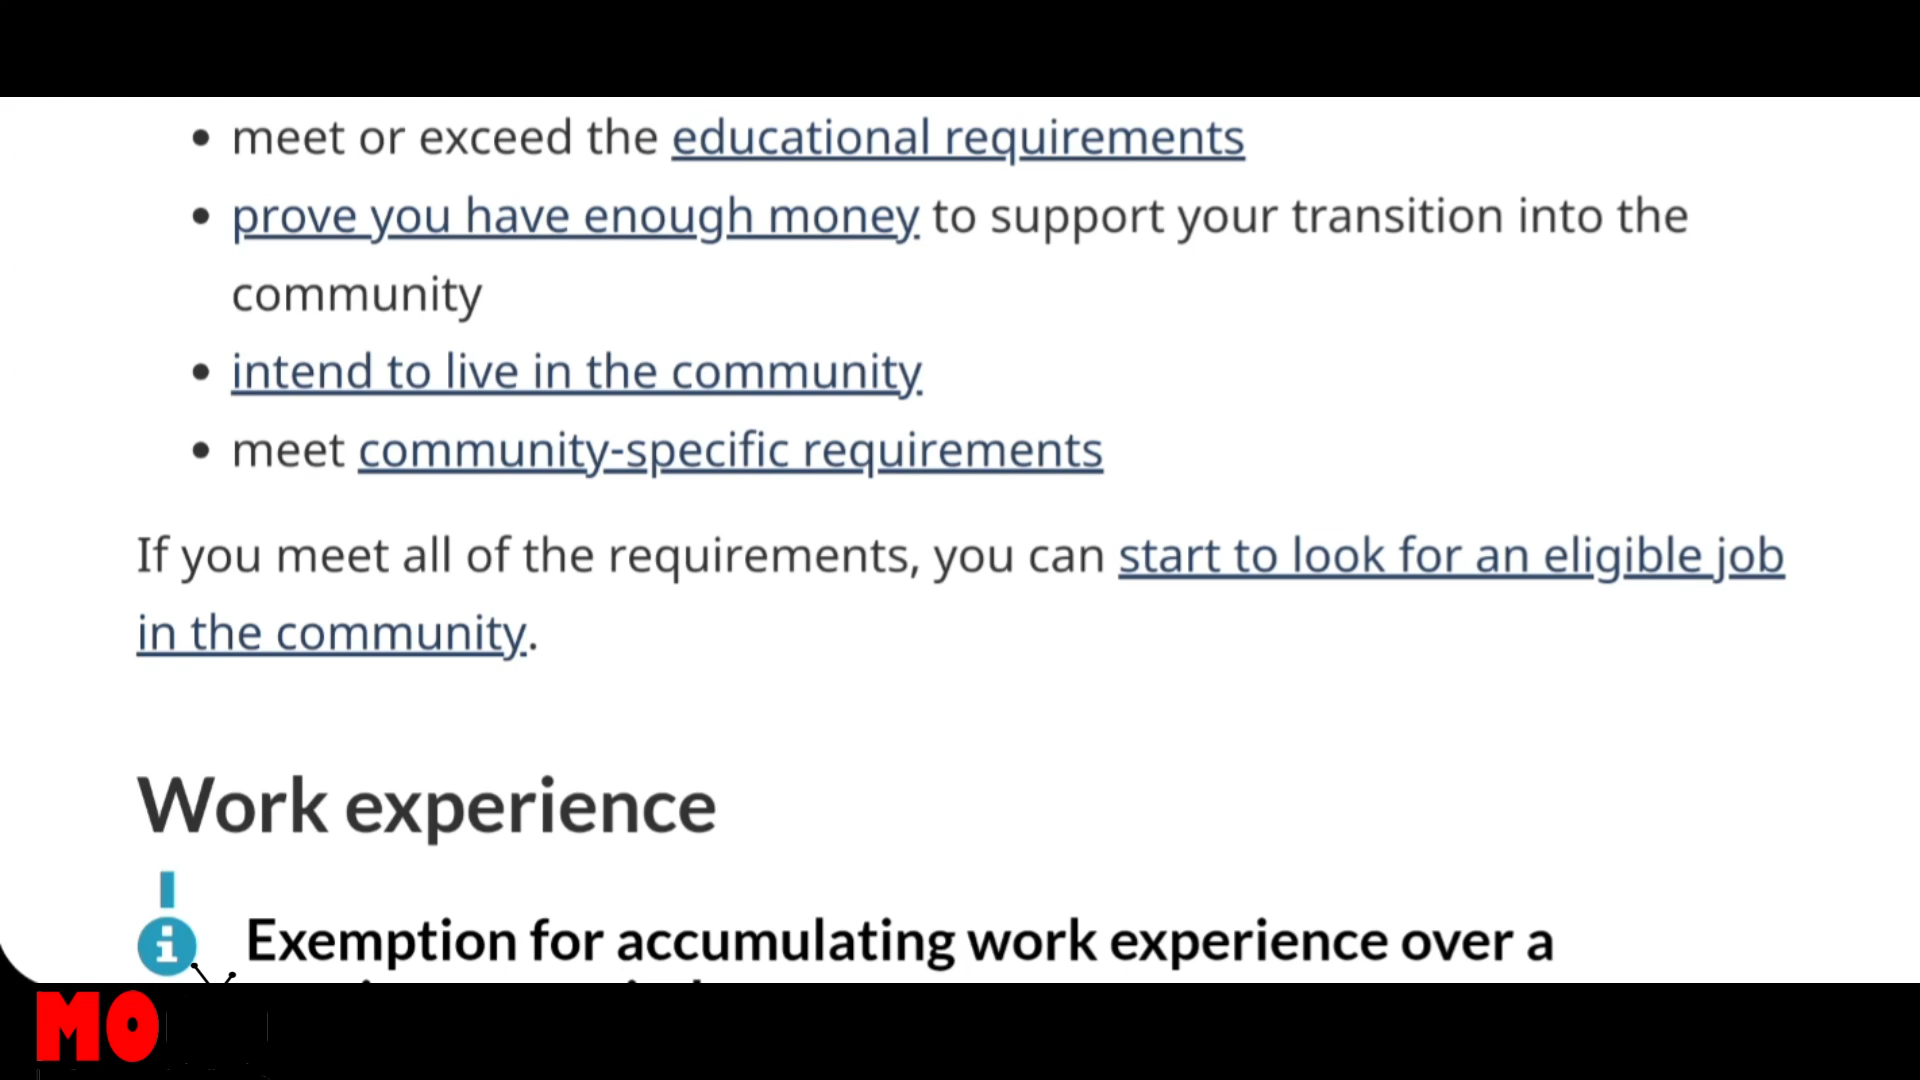 meet or exceed the educational requirements
prove you have enough money to support your transition into the
community
intend to live in the community
meet community-specific requirements
If you meet all of the requirements, you can start to look for an eligible job
in the community.
Work experience
Exemption for accumulating work experience over a
MO